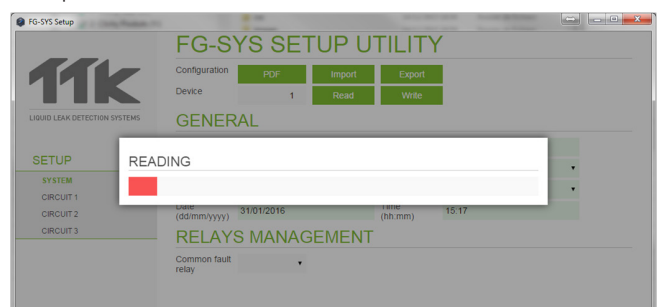 FG-SYS Setup
FG-SYS SETUP UTILITY
Configuration PDF Import Export
Device 1 Read Write
TTK
LIQUID LEAK DETECTION SYSTEMS
GENERAL
SETUP
SYSTEM
CIRCUIT 1
CIRCUIT 2
CIRCUIT 3
READING
Date
(dd/mm/yyyy) 31/01/2016 Time
(hh:mm) 15:17
RELAYS MANAGEMENT
Common fault
relay